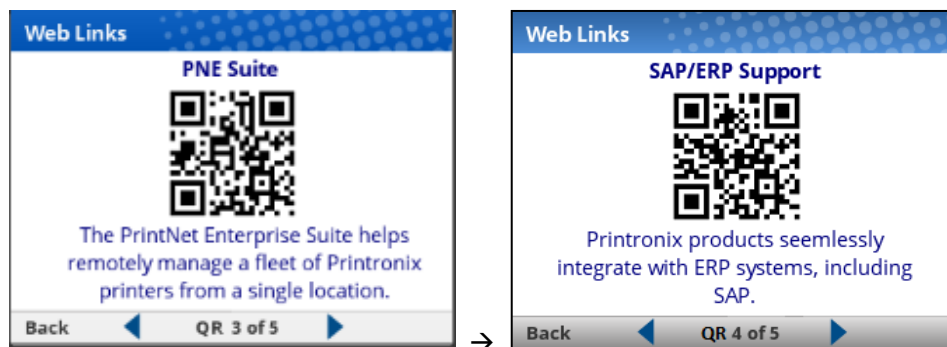 Web Links
PNE Suite
The PrintNet Enterprise Suite helps
remotely manage a fleet of Printronix
printers from a single location.
Back QR 3 of 5
→
Web Links
SAP/ERP Support
Printronix products seemlessly
integrate with ERP systems, including
SAP.
Back QR 4 of 5